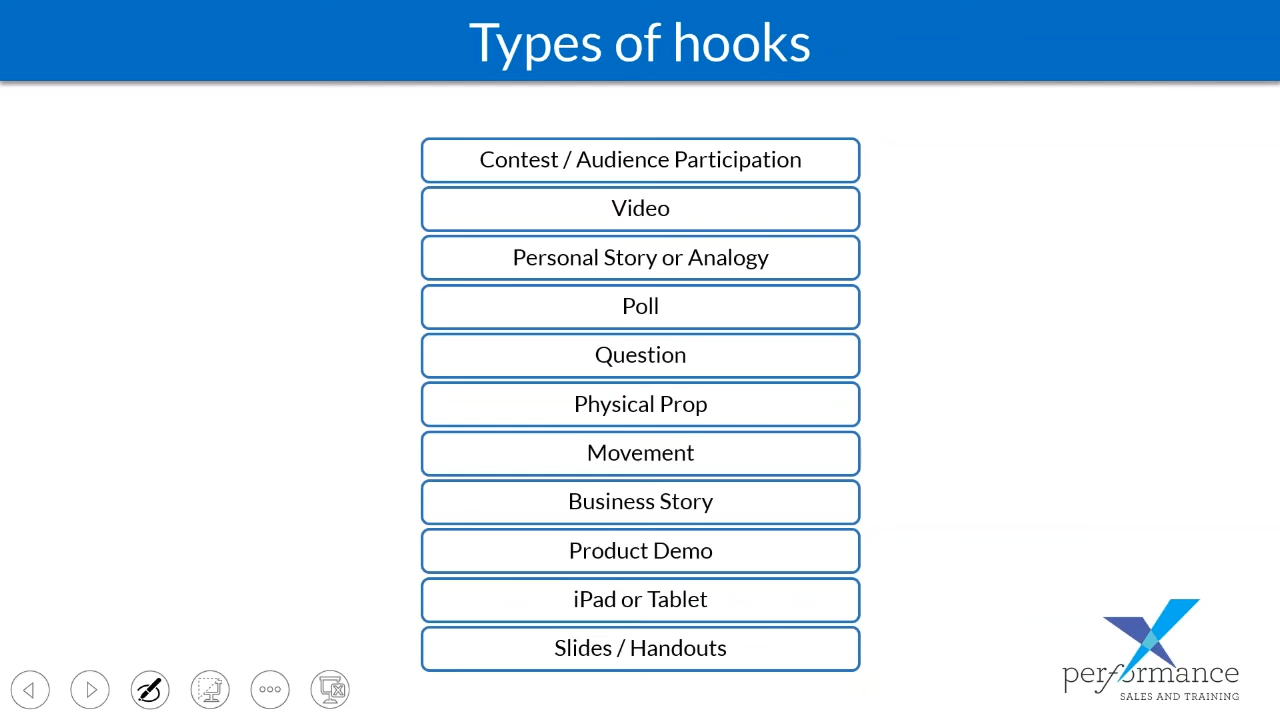 Types of hooks
Contest / Audience Participation
Video
Personal Story or Analogy
Poll
Question
Physical Prop
Movement
Business Story
Product Demo
iPad or Tablet
Slides / Handouts
performance
SALES AND TRAINING